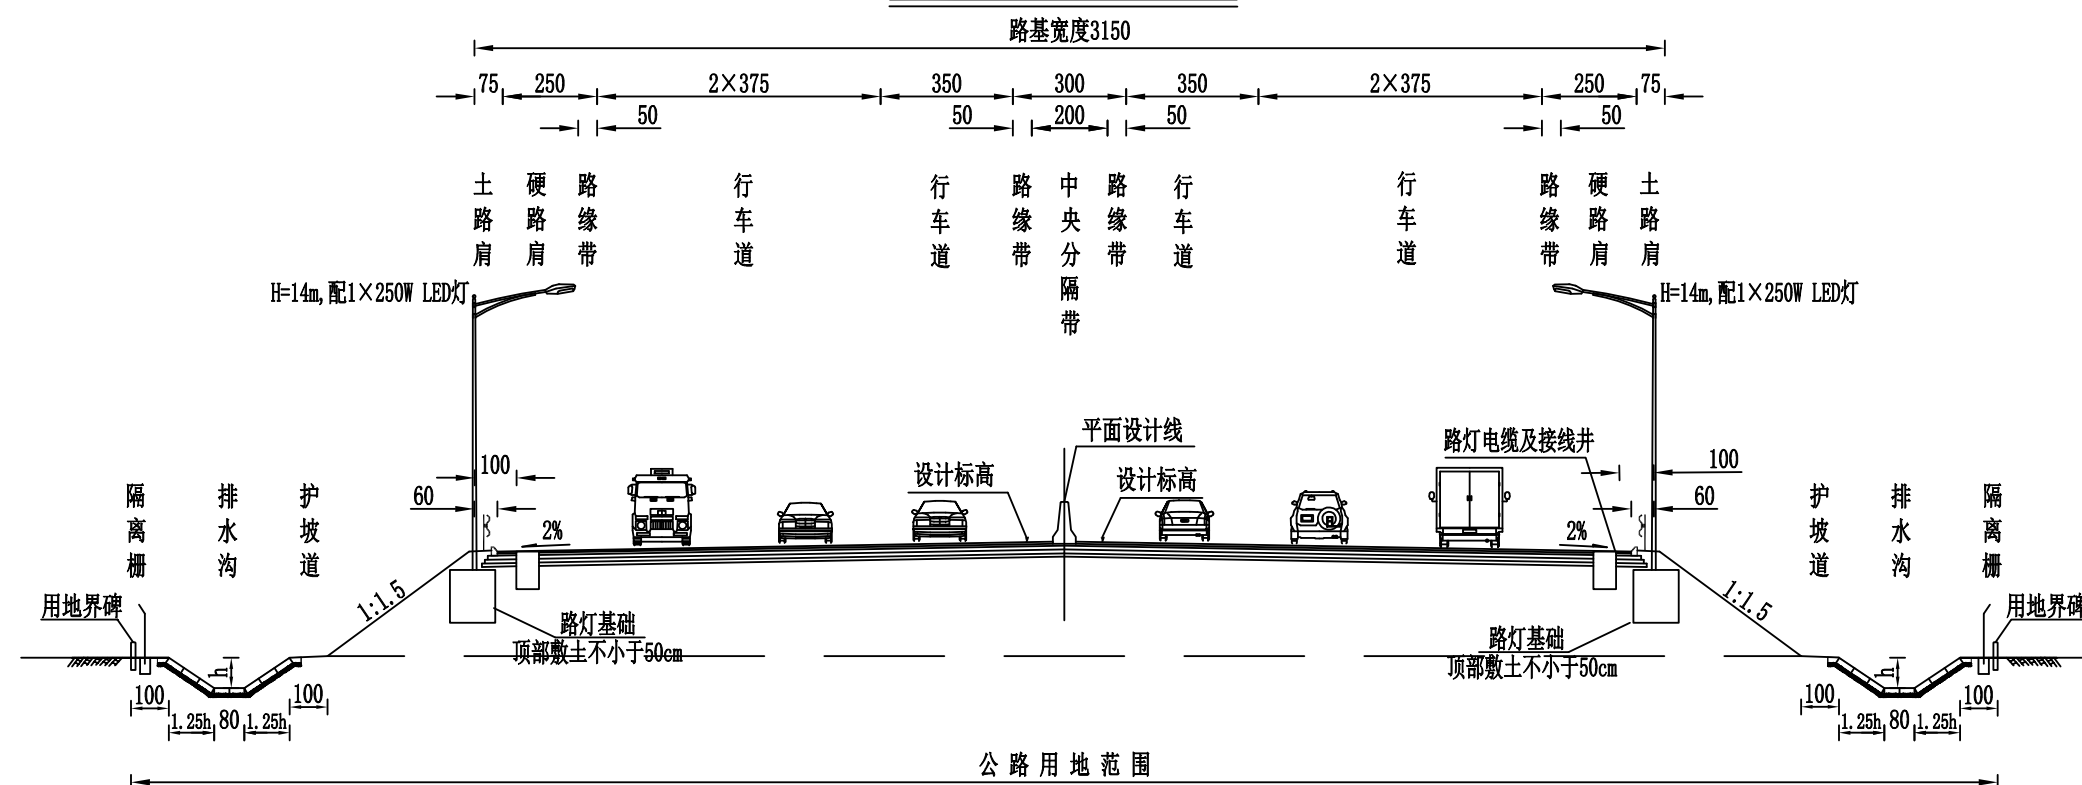 路基宽度3150
75 250 2×375 350 300 350 2×375 250 75
50 50 200 50 50
土路肩 硬路肩 路缘带 行车道 行车道 路缘带 中央分隔带 路缘带 行车道 行车道 路缘带 硬路肩 土路肩
H=14m,配1×250W LED灯
H=14m,配1×250W LED灯
平面设计线
路灯电缆及接线井
设计标高
设计标高
100
60
100
60
2%
2%
隔离栅 排水沟 护坡道
护坡道 排水沟 隔离栅
1:1.5
1:1.5
用地界碑
用地界碑
路灯基础
顶部敷土不小于50cm
路灯基础
顶部敷土不小于50cm
h
h
100 1.25h 80 1.25h 100
100 1.25h 80 1.25h 100
公路用地范围